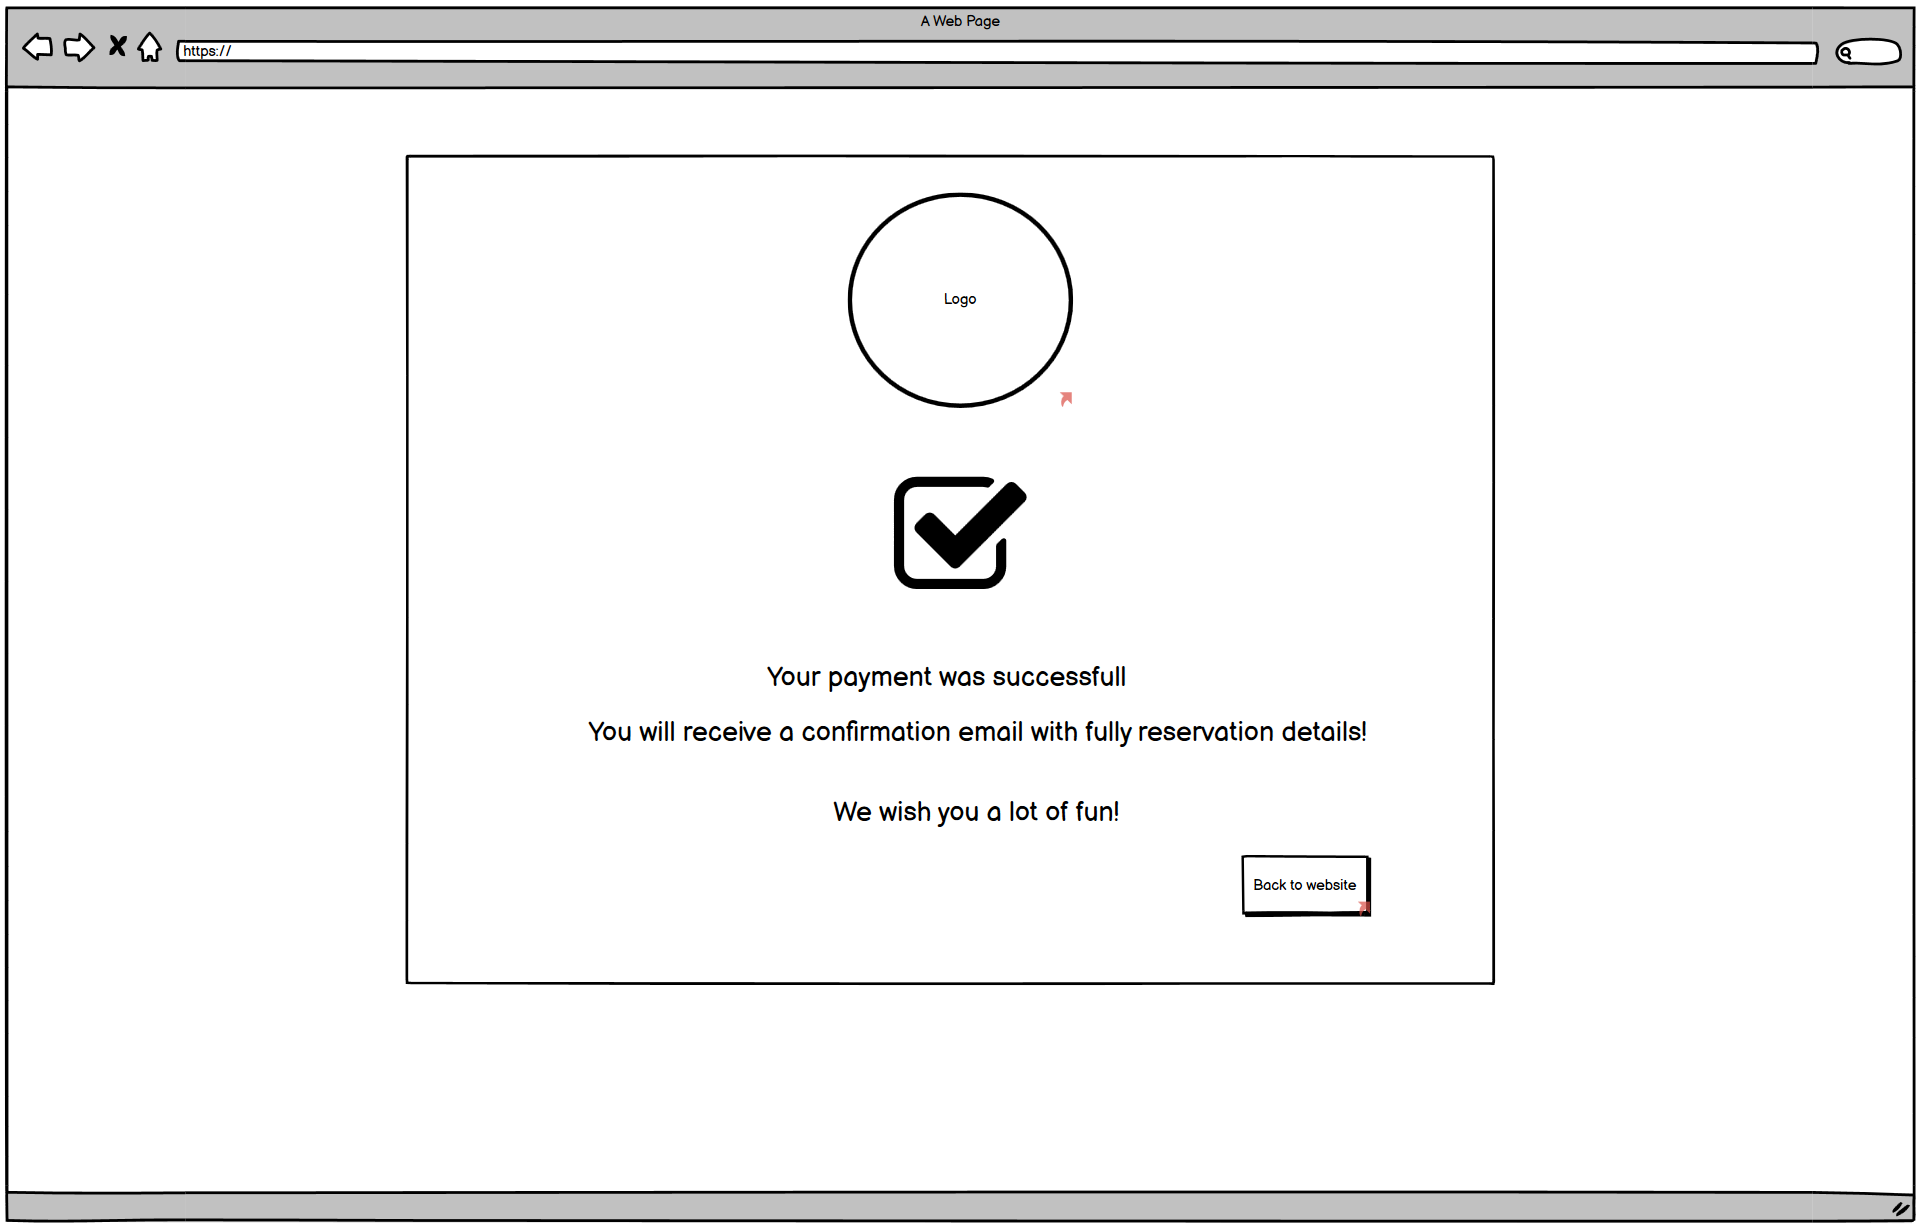 A Web Page
https://
Logo
Your payment was successfull
You will receive a confirmation email with fully reservation details!
We wish you a lot of fun!
Back to website